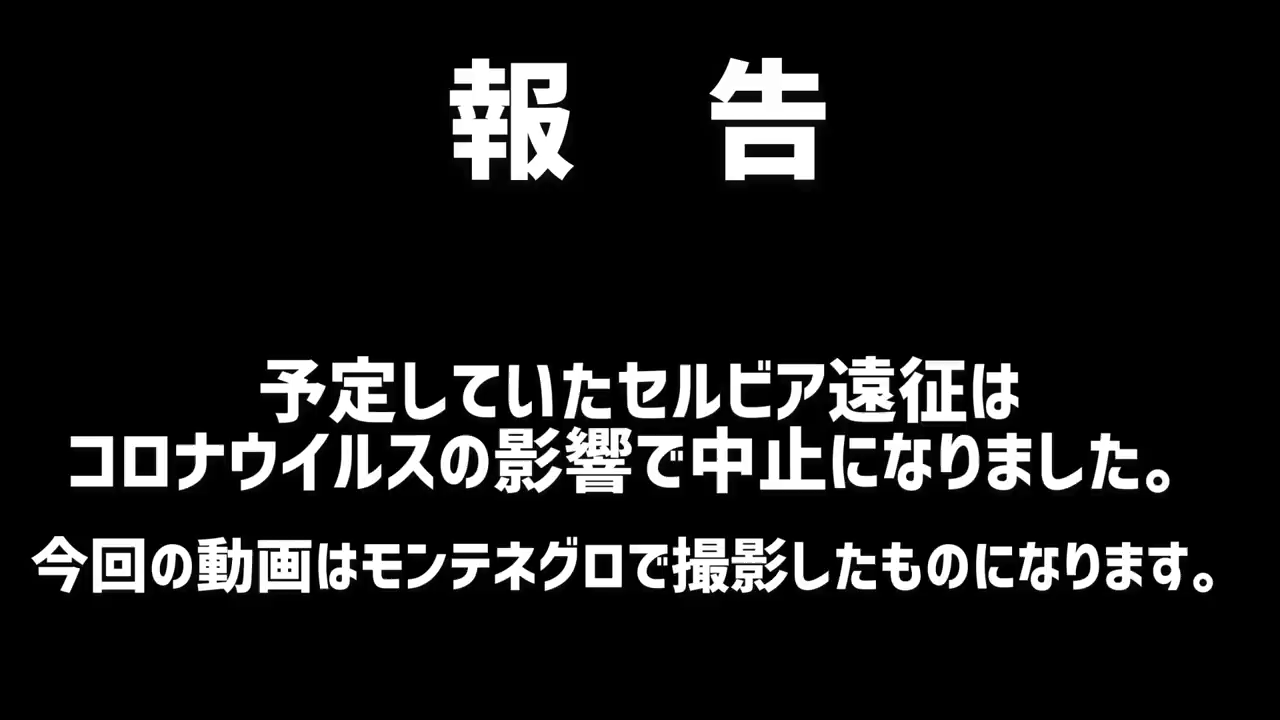 報　告
予定していたセルビア遠征は
コロナウイルスの影響で中止になりました。
今回の動画はモンテネグロで撮影したものになります。